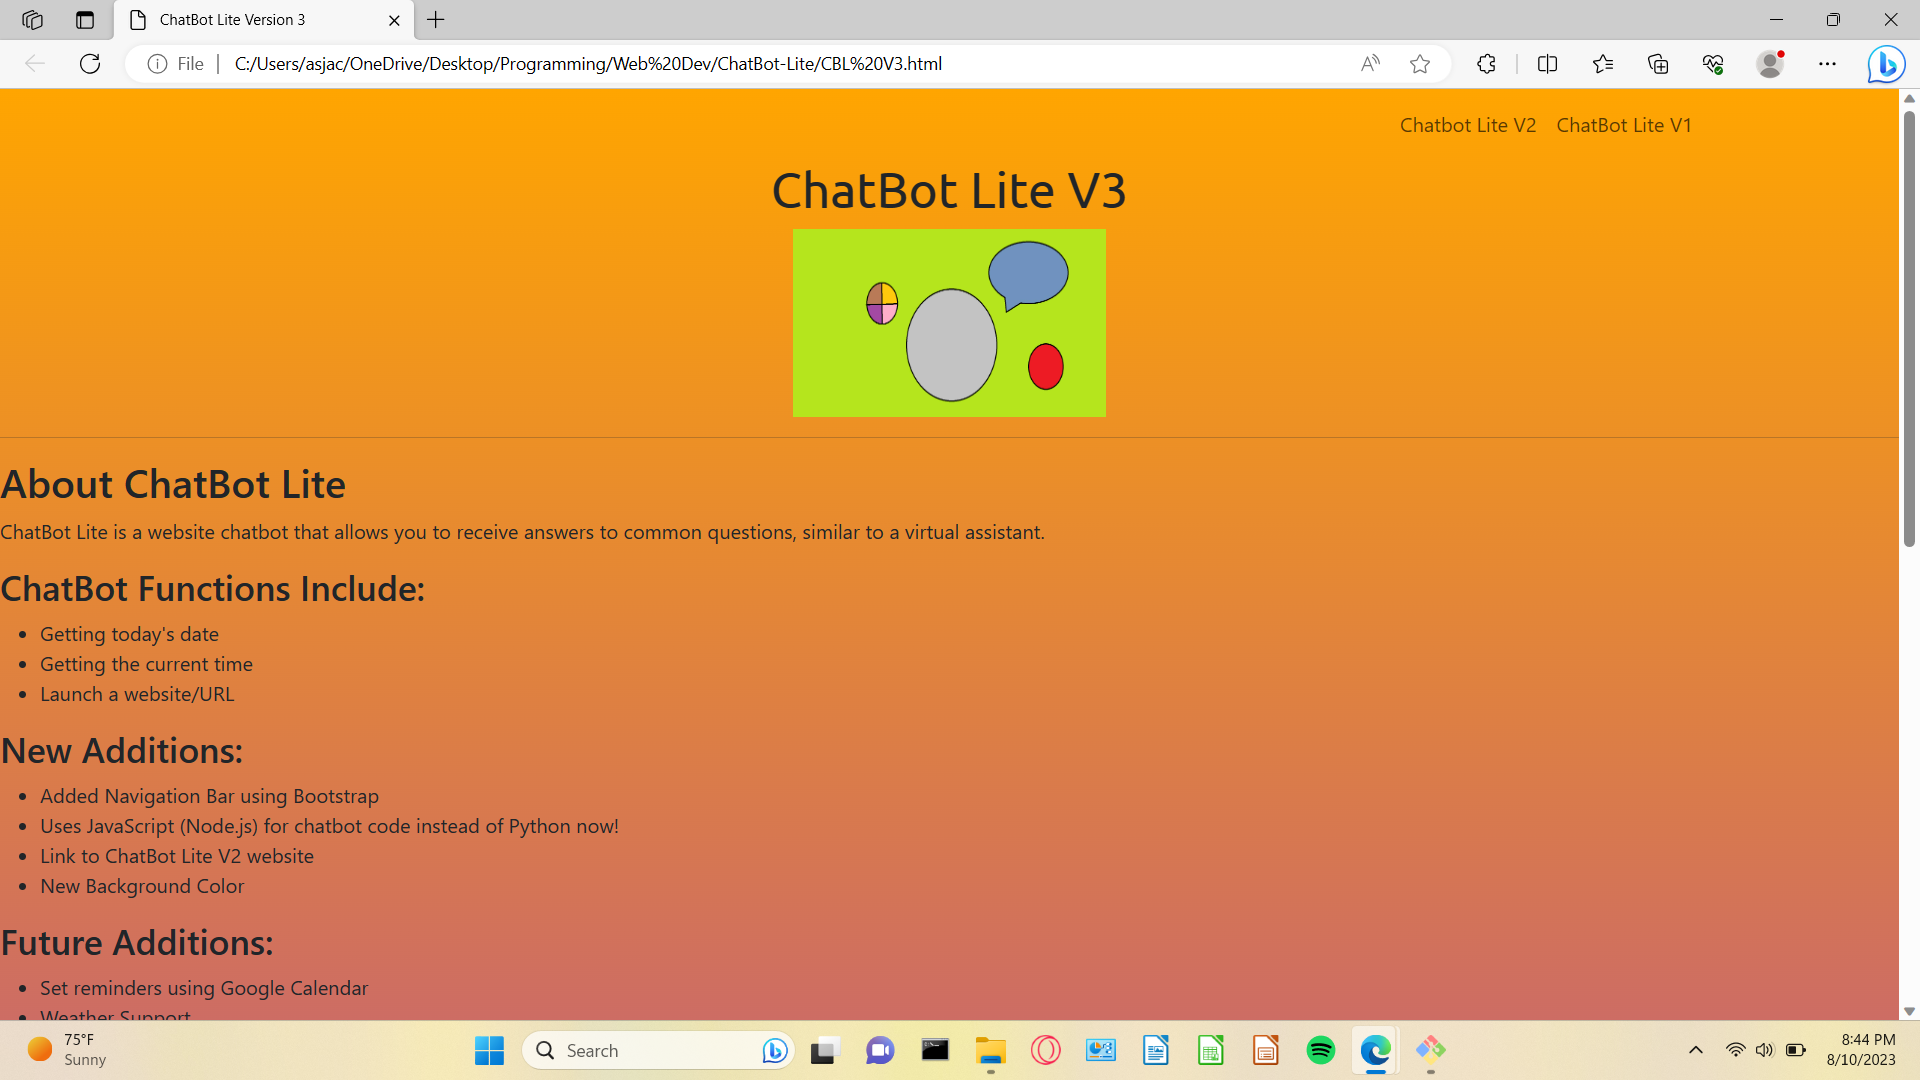 ChatBot Lite Version 3
File
C:/Users/asjac/OneDrive/Desktop/Programming/Web%20Dev/ChatBot-Lite/CBL%20V3.html
Chatbot Lite V2 ChatBot Lite V1
ChatBot Lite V3
About ChatBot Lite
ChatBot Lite is a website chatbot that allows you to receive answers to common questions, similar to a virtual assistant.
ChatBot Functions Include:
Getting today's date
Getting the current time
Launch a website/URL
New Additions:
Added Navigation Bar using Bootstrap
Uses JavaScript (Node.js) for chatbot code instead of Python now!
Link to ChatBot Lite V2 website
New Background Color
Future Additions:
Set reminders using Google Calendar
Weather Support
75°F
Sunny
Search
8:44 PM
8/10/2023